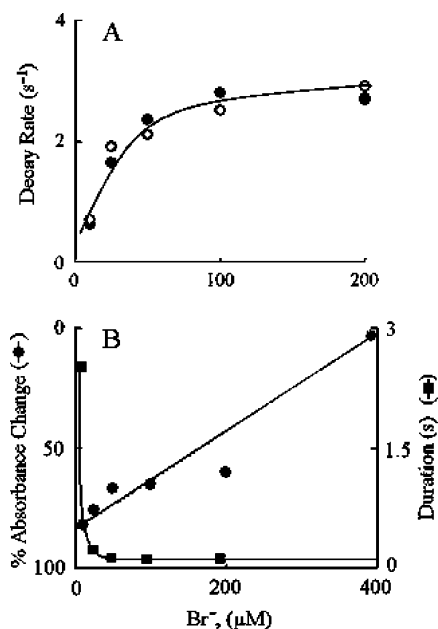 A
4
2
0
Decay Rate (s⁻¹)
0
100
200
B
0
50
100
% Absorbance Change (●)
3
1.5
0
Duration (s) (■)
0
200
400
Br⁻, (µM)